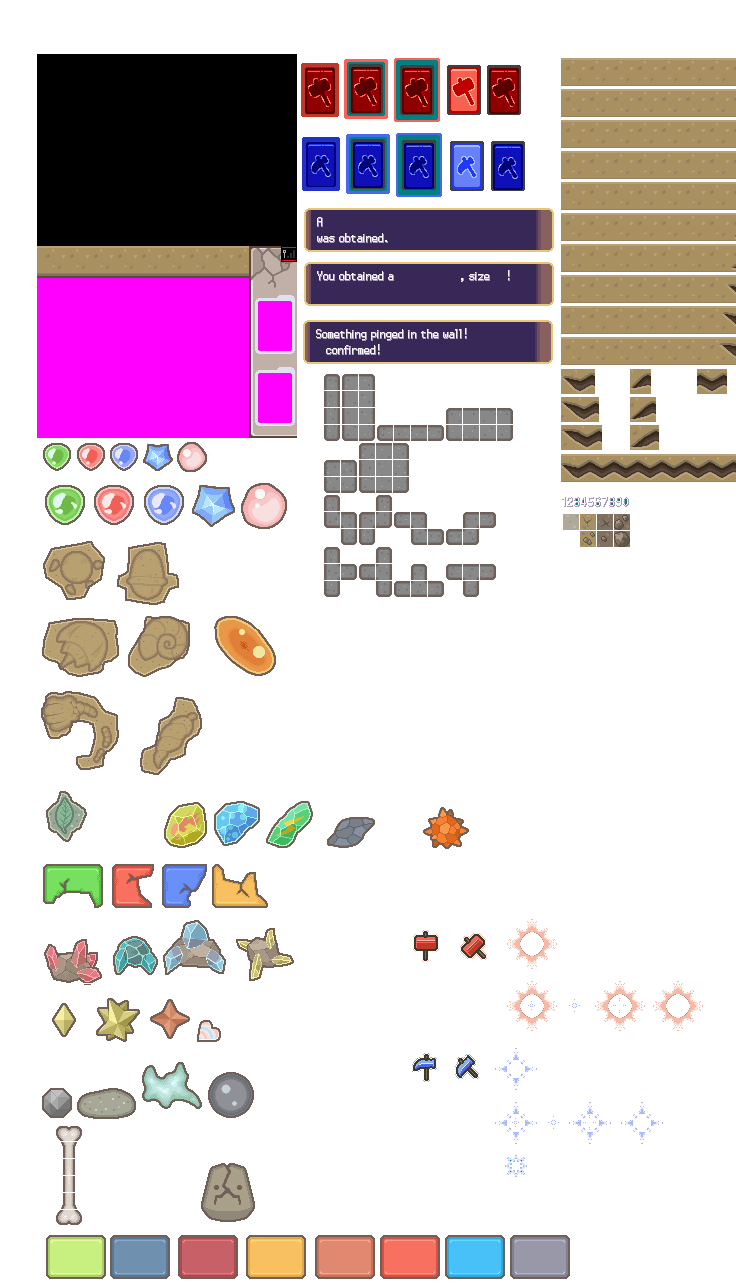 A
was obtained.
You obtained a , size !
Something pinged in the wall!
confirmed!
1234567890